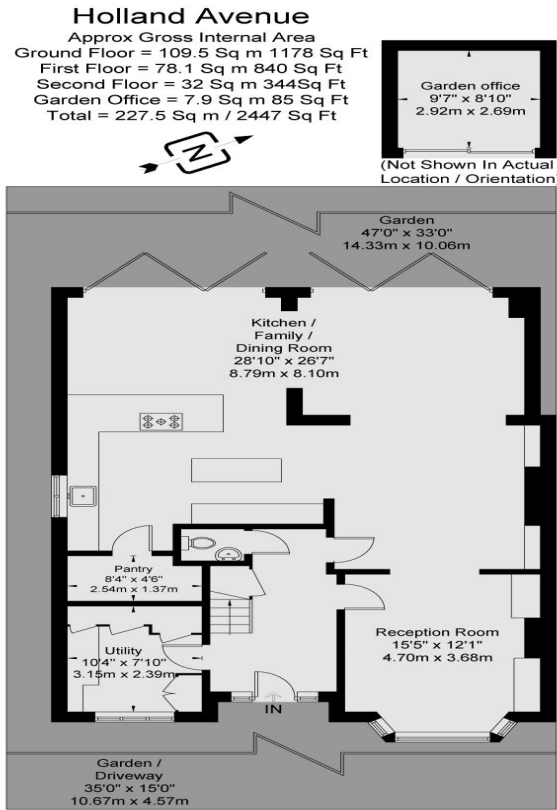 Holland Avenue
Approx Gross Internal Area
Ground Floor = 109.5 Sq m 1178 Sq Ft
First Floor = 78.1 Sq m 840 Sq Ft
Second Floor = 32 Sq m 344Sq Ft
Garden Office = 7.9 Sq m 85 Sq Ft
Total = 227.5 Sq m / 2447 Sq Ft
N
Garden office
9'7" x 8'10"
2.92m x 2.69m
(Not Shown In Actual
Location / Orientation
Garden
47'0" x 33'0"
14.33m x 10.06m
Kitchen /
Family /
Dining Room
28'10" x 26'7"
8.79m x 8.10m
Pantry
8'4" x 4'6"
2.54m x 1.37m
Utility
10'4" x 7'10"
3.15m x 2.39m
Reception Room
15'5" x 12'1"
4.70m x 3.68m
IN
Garden /
Driveway
35'0" x 15'0"
10.67m x 4.57m